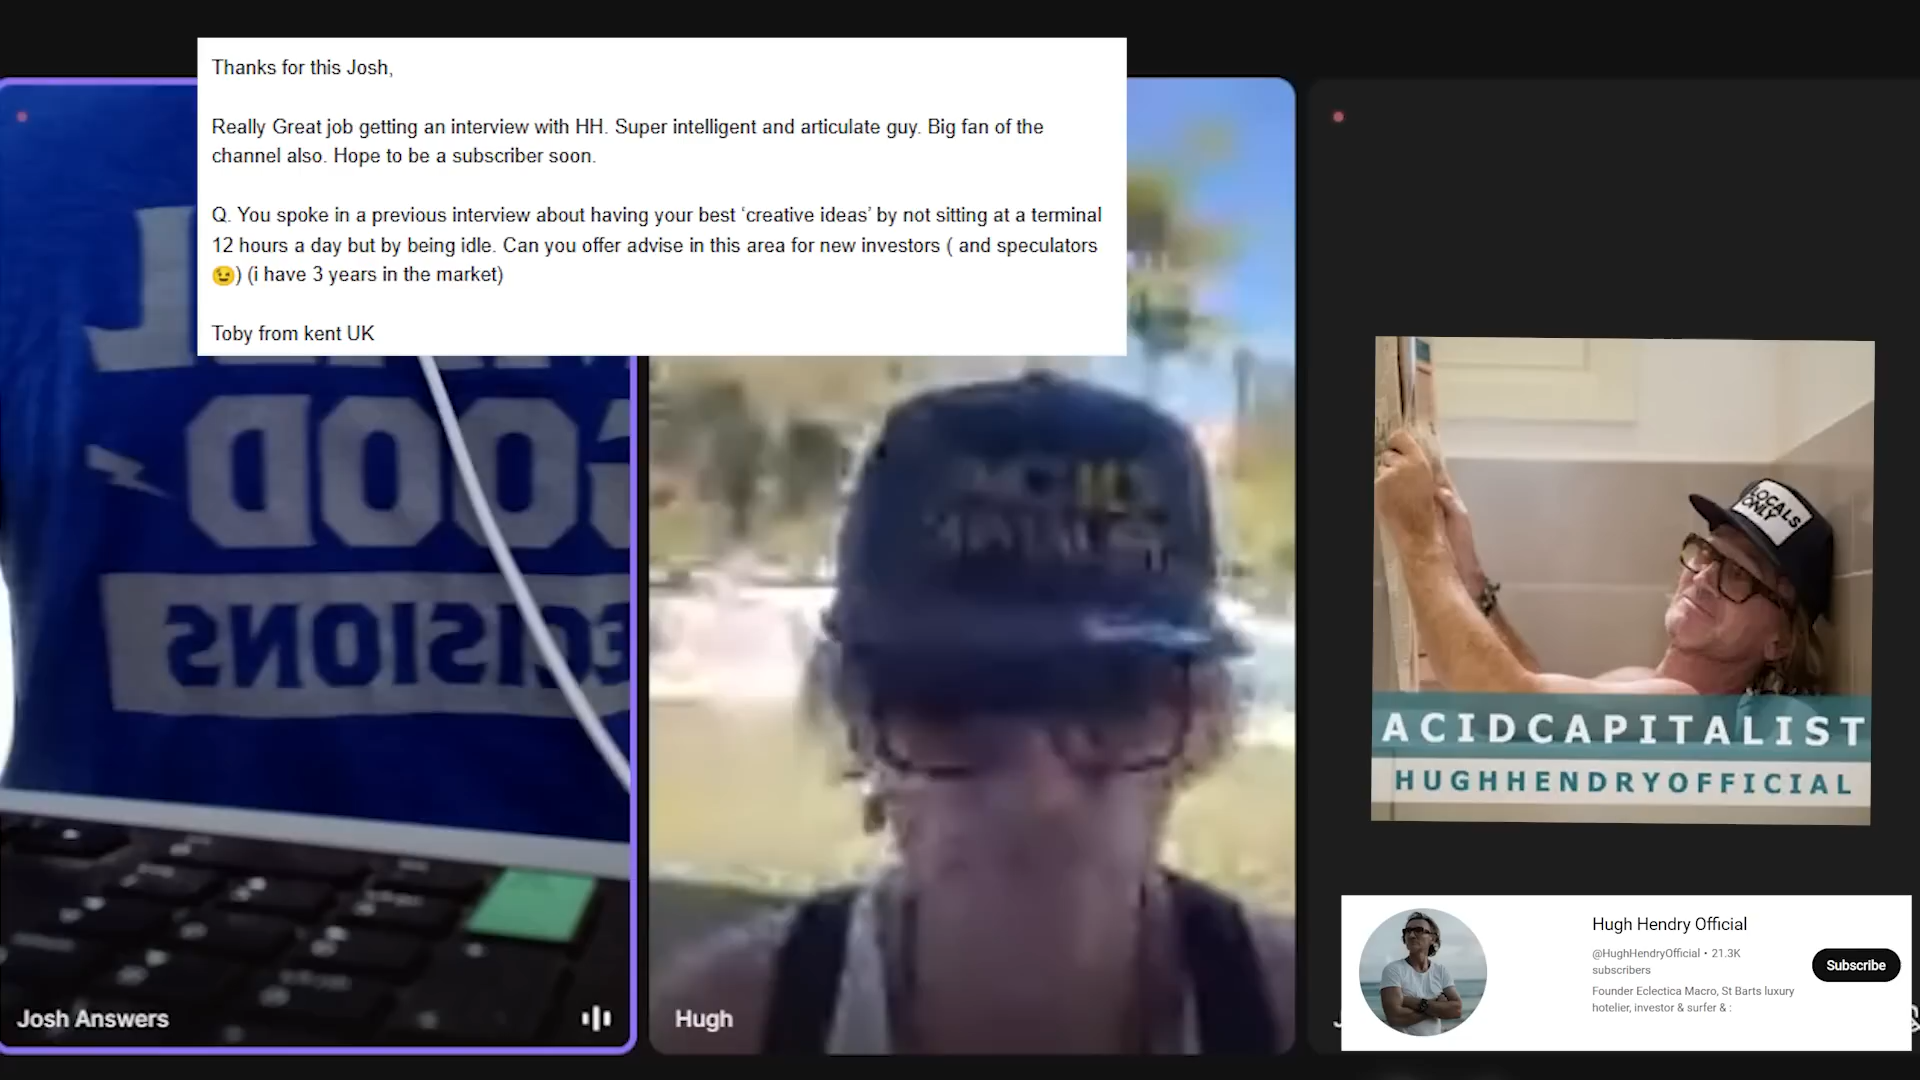 Thanks for this Josh,
Really Great job getting an interview with HH. Super intelligent and articulate guy. Big fan of the
channel also. Hope to be a subscriber soon.
Q. You spoke in a previous interview about having your best ‘creative ideas’ by not sitting at a terminal
12 hours a day but by being idle. Can you offer advise in this area for new investors ( and speculators
😉) (i have 3 years in the market)
Toby from kent UK
GOOD
CISIONS
Josh Answers
Hugh
LOCALS
ONLY
ACIDCAPITALIST
HUGHHENDRYOFFICIAL
Hugh Hendry Official
@HughHendryOfficial • 21.3K
subscribers
Founder Eclectica Macro, St Barts luxury
hotelier, investor & surfer & :
Subscribe